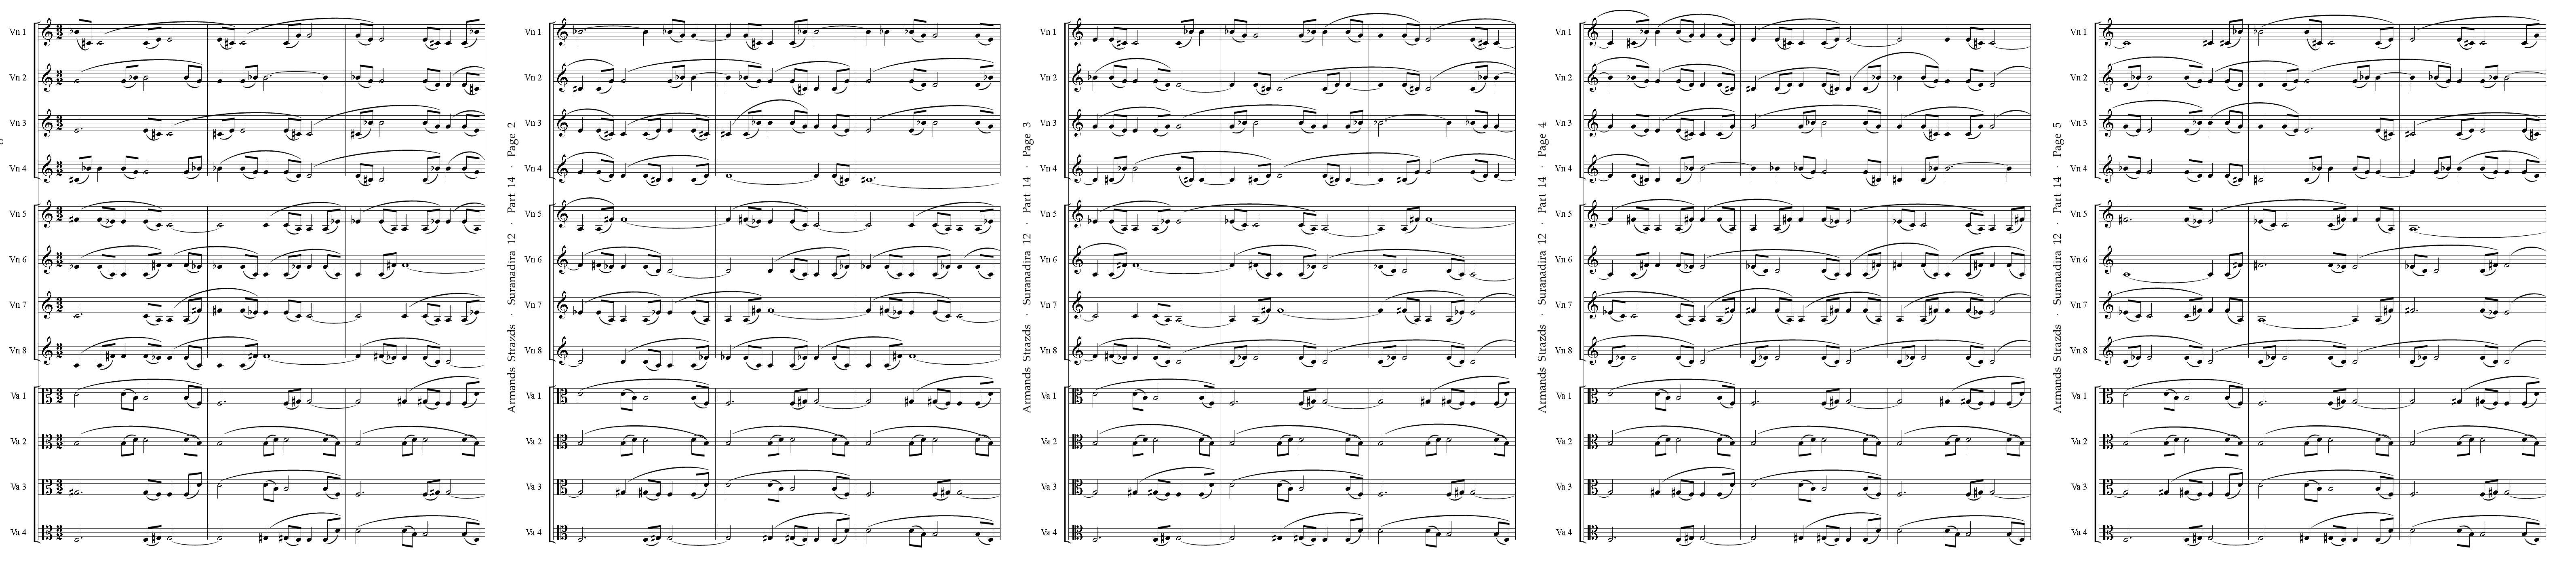 Vn 1
Vn 2
Vn 3
Vn 4
Vn 5
Vn 6
Vn 7
Vn 8
Va 1
Va 2
Va 3
Va 4
Armands Strazds · Suranadira 12 · Part 14 · Page 2
Vn 1
Vn 2
Vn 3
Vn 4
Vn 5
Vn 6
Vn 7
Vn 8
Va 1
Va 2
Va 3
Va 4
Armands Strazds · Suranadira 12 · Part 14 · Page 3
Vn 1
Vn 2
Vn 3
Vn 4
Vn 5
Vn 6
Vn 7
Vn 8
Va 1
Va 2
Va 3
Va 4
Armands Strazds · Suranadira 12 · Part 14 · Page 4
Vn 1
Vn 2
Vn 3
Vn 4
Vn 5
Vn 6
Vn 7
Vn 8
Va 1
Va 2
Va 3
Va 4
Armands Strazds · Suranadira 12 · Part 14 · Page 5
Vn 1
Vn 2
Vn 3
Vn 4
Vn 5
Vn 6
Vn 7
Vn 8
Va 1
Va 2
Va 3
Va 4